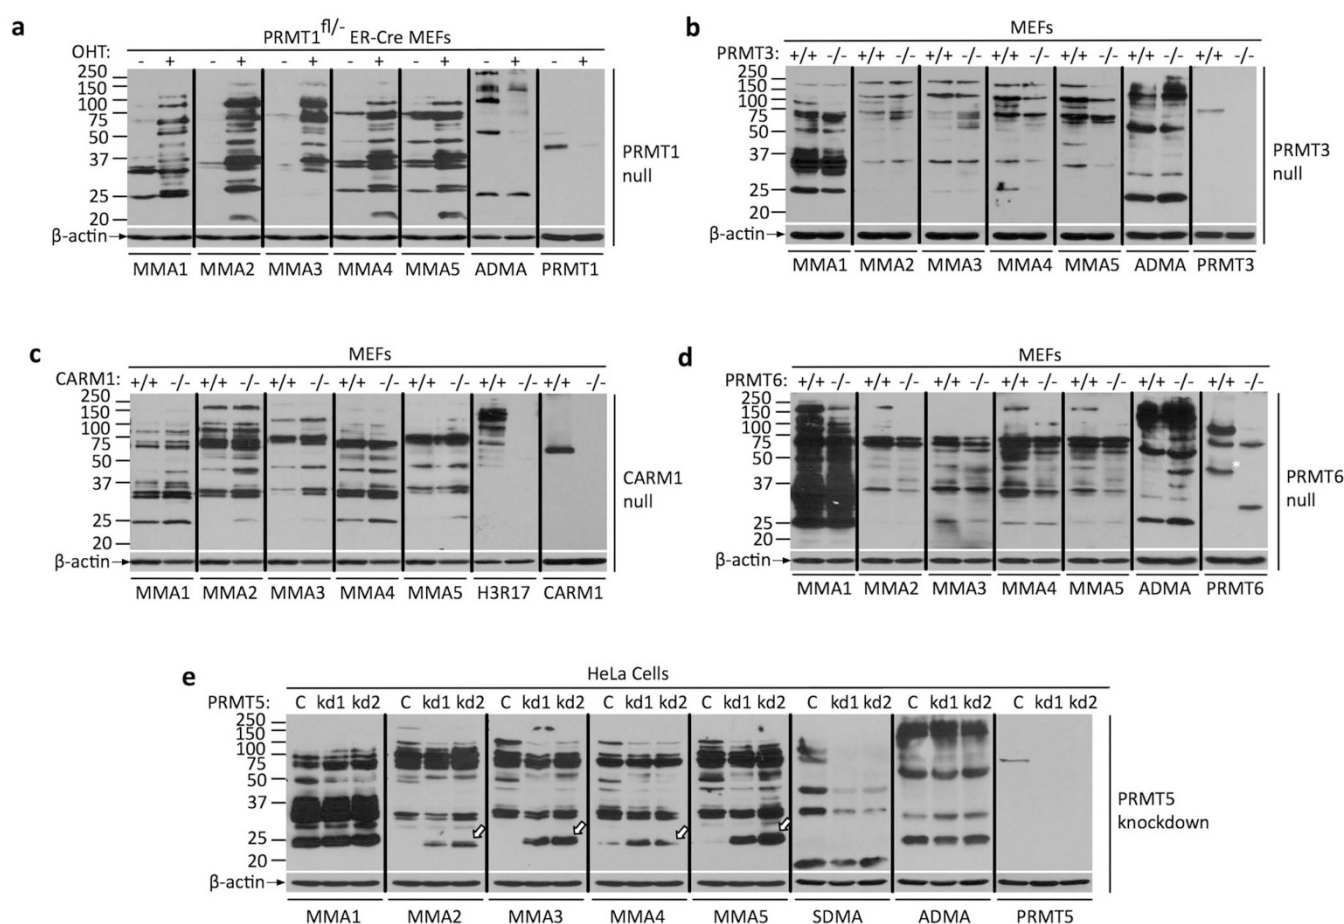 a
PRMT1fl/- ER-Cre MEFs
OHT: - + - + - + - + - + - + - +
250
150
100
75
50
37
25
20
β-actin
MMA1 MMA2 MMA3 MMA4 MMA5 ADMA PRMT1
PRMT1
null
b
MEFs
PRMT3: +/+ -/- +/+ -/- +/+ -/- +/+ -/- +/+ -/- +/+ -/- +/+ -/-
250
150
100
75
50
37
25
20
β-actin
MMA1 MMA2 MMA3 MMA4 MMA5 ADMA PRMT3
PRMT3
null
c
MEFs
CARM1: +/+ -/- +/+ -/- +/+ -/- +/+ -/- +/+ -/- +/+ -/- +/+ -/-
250
150
100
75
50
37
25
20
β-actin
MMA1 MMA2 MMA3 MMA4 MMA5 H3R17 CARM1
CARM1
null
d
MEFs
PRMT6: +/+ -/- +/+ -/- +/+ -/- +/+ -/- +/+ -/- +/+ -/- +/+ -/-
250
150
100
75
50
37
25
20
*
β-actin
MMA1 MMA2 MMA3 MMA4 MMA5 ADMA PRMT6
PRMT6
null
e
HeLa Cells
PRMT5: C kd1 kd2 C kd1 kd2 C kd1 kd2 C kd1 kd2 C kd1 kd2 C kd1 kd2 C kd1 kd2 C kd1 kd2
250
150
100
75
50
37
25
20
β-actin
MMA1 MMA2 MMA3 MMA4 MMA5 SDMA ADMA PRMT5
PRMT5
knockdown